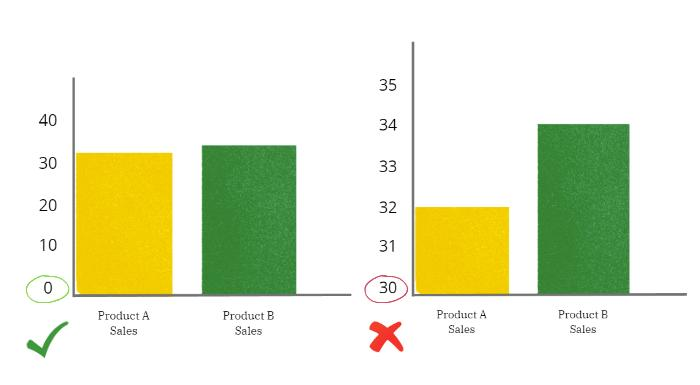 40
30
20
10
0
Product A
Sales
Product B
Sales
35
34
33
32
31
30
Product A
Sales
Product B
Sales